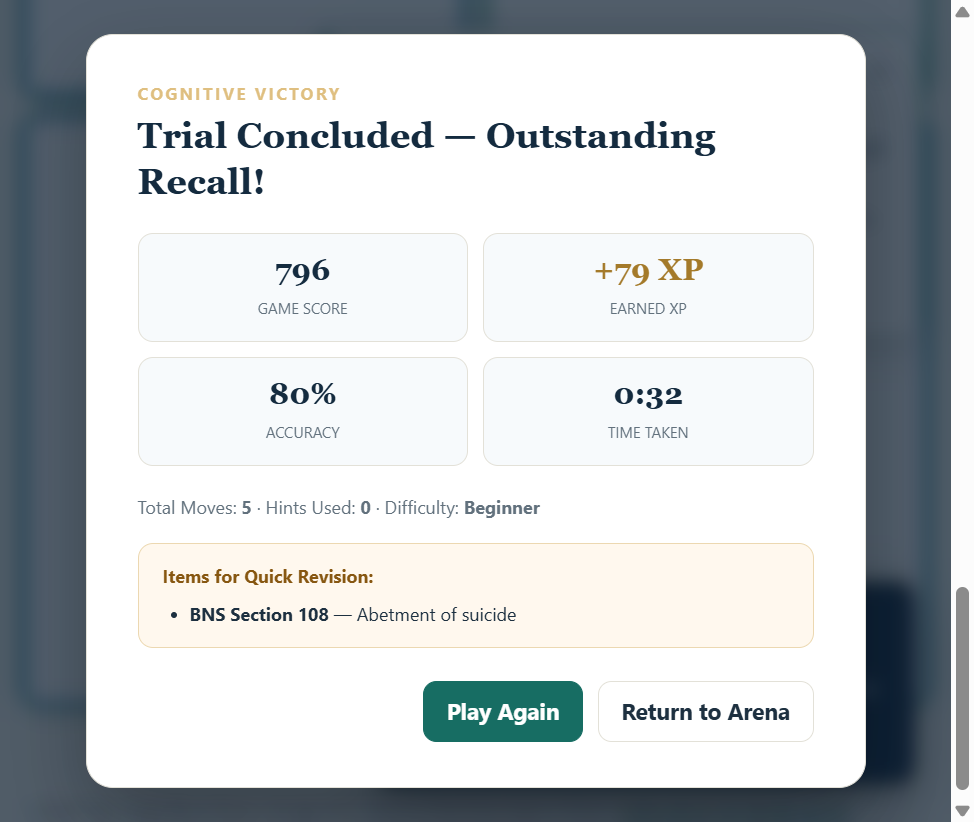 COGNITIVE VICTORY
Trial Concluded — Outstanding
Recall!
796
GAME SCORE
+79 XP
EARNED XP
80%
ACCURACY
0:32
TIME TAKEN
Total Moves: 5 · Hints Used: 0 · Difficulty: Beginner
Items for Quick Revision:
• BNS Section 108 — Abetment of suicide
Play Again
Return to Arena